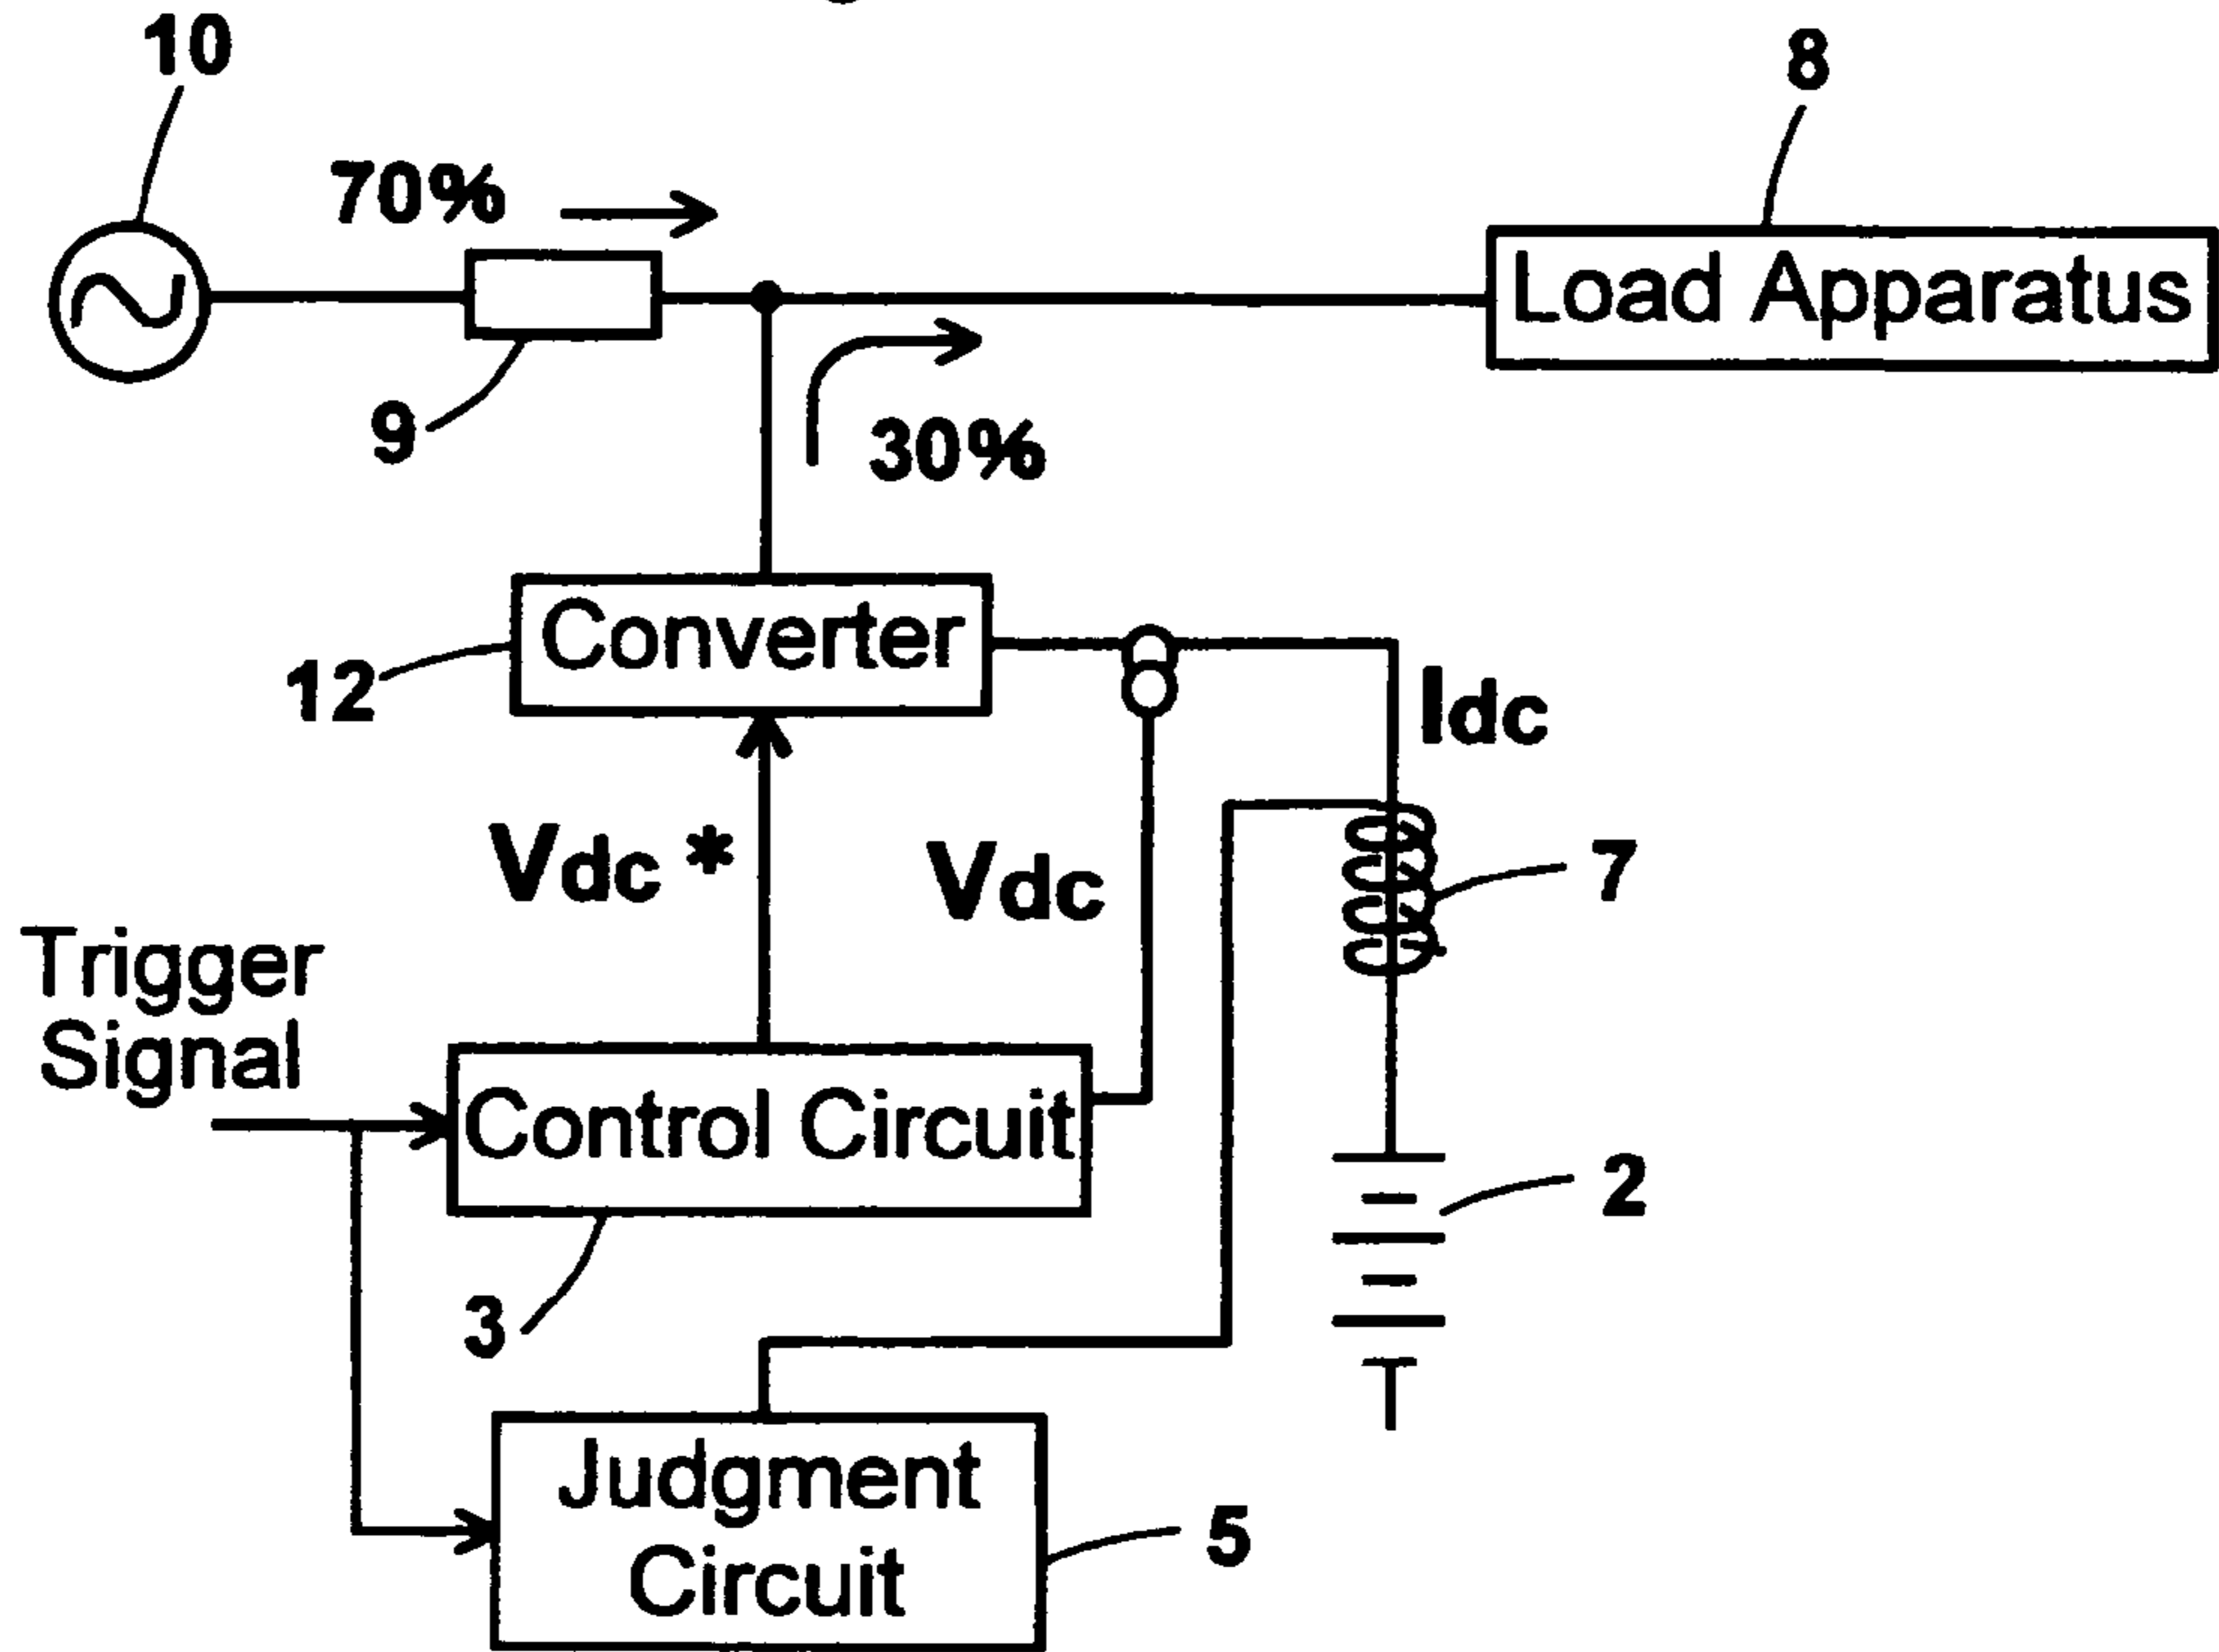 10
8
70%
Load Apparatus
9
30%
Converter
12
Idc
Vdc *
Vdc
7
Trigger
Signal
Control Circuit
2
3
Judgment
Circuit
5